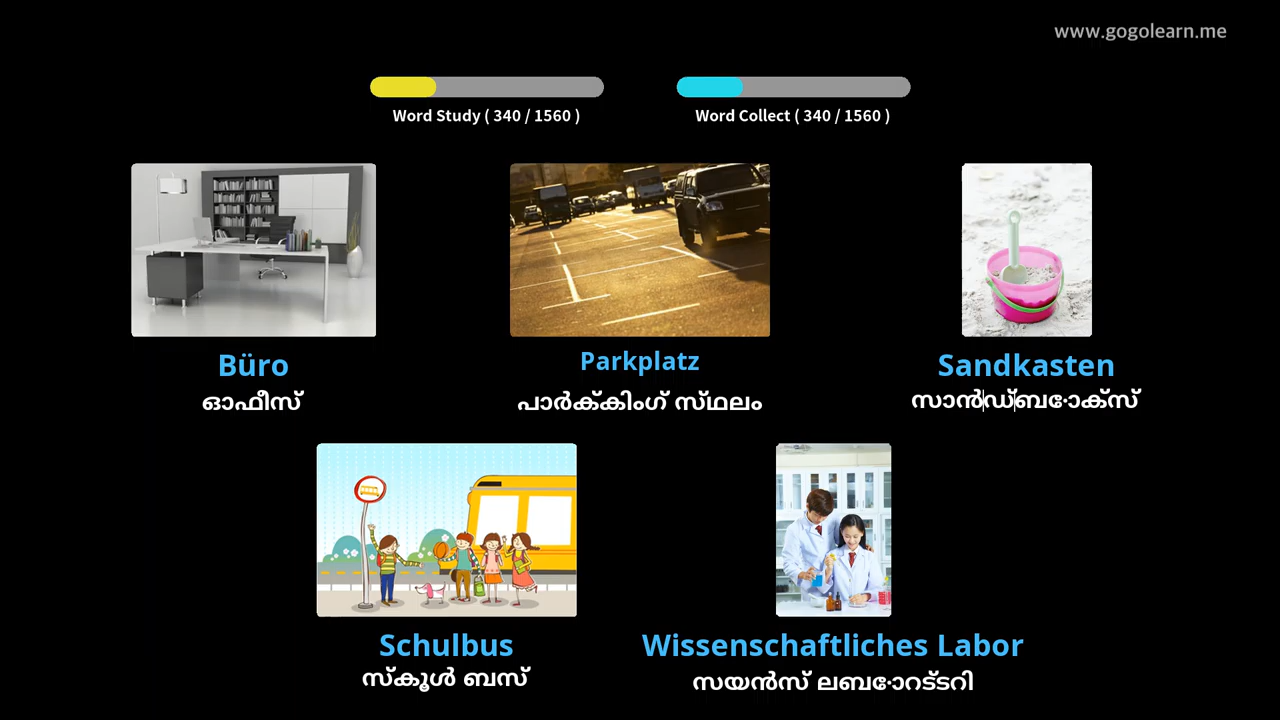 www.gogolearn.me
Word Study ( 340 / 1560 )
Word Collect ( 340 / 1560 )
Büro
ഓഫീസ്
Parkplatz
പാർക്കിംഗ് സ്ഥലം
Sandkasten
സാൻഡ്ബോക്സ്
Schulbus
സ്കൂൾ ബസ്
Wissenschaftliches Labor
സയൻസ് ലബോറട്ടറി